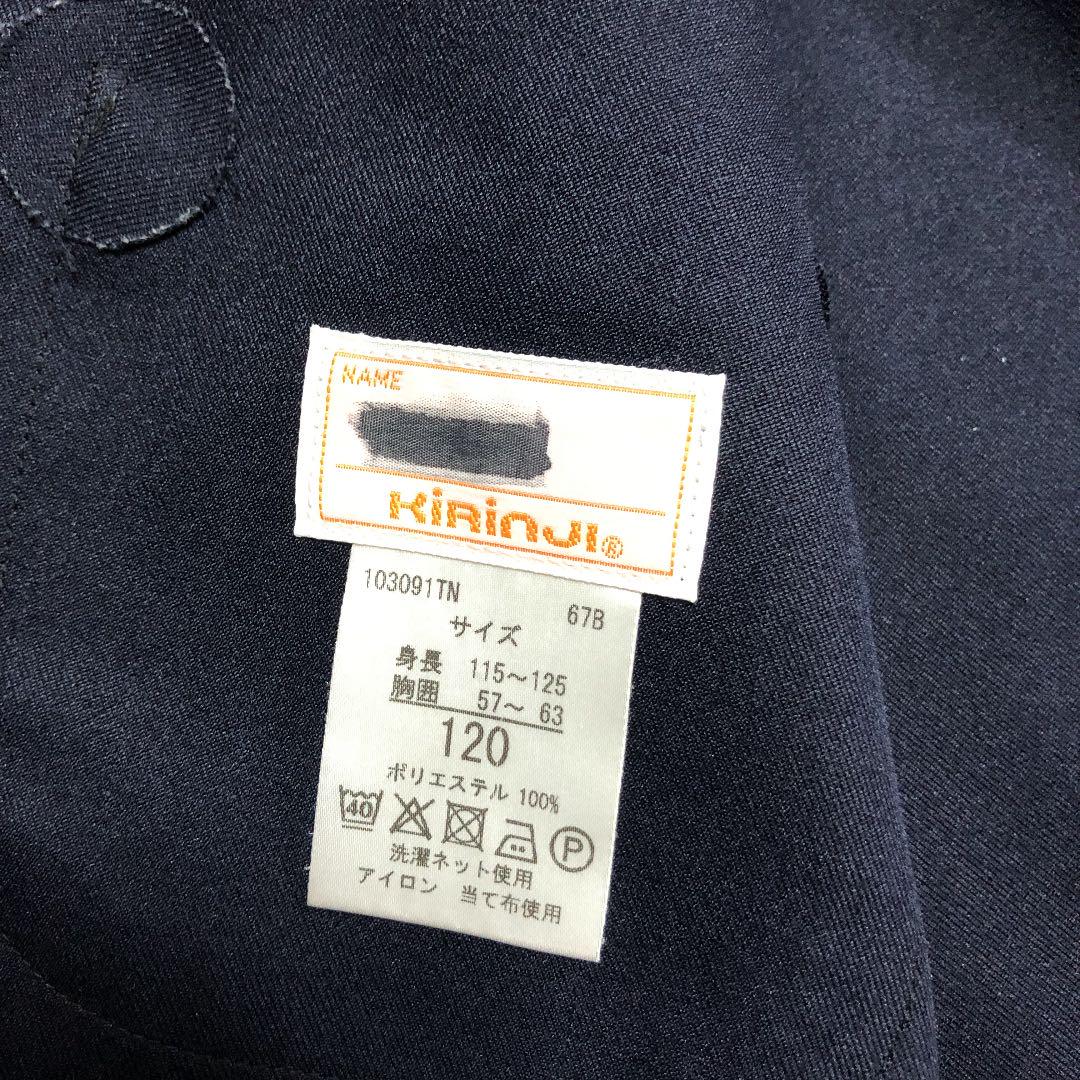 NAME
KiRinJI®
103091TN 67B
サイズ
身長 115～125
胸囲 57～ 63
120
ポリエステル 100%
40 P
洗濯ネット使用
アイロン 当て布使用